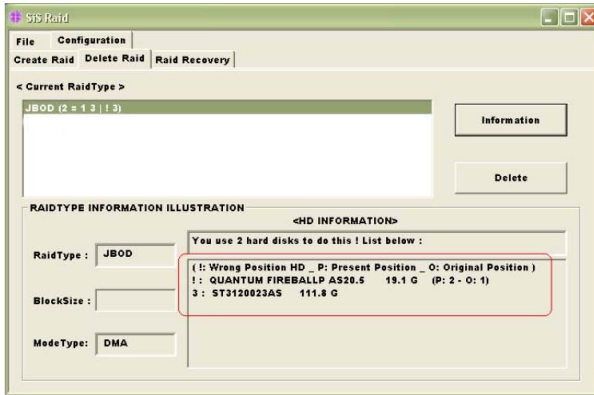 SiS Raid
File Configuration
Create Raid Delete Raid Raid Recovery
< Current RaidType >
JBOD (2 = 1 3 | ! 3)
Information
Delete
RAIDTYPE INFORMATION ILLUSTRATION
<HD INFORMATION>
You use 2 hard disks to do this ! List below :
RaidType : JBOD
( !: Wrong Position HD _ P: Present Position _ O: Original Position )
! : QUANTUM FIREBALLP AS20.5 19.1 G (P: 2 - O: 1)
3 : ST3120023AS 111.8 G
BlockSize :
ModeType: DMA